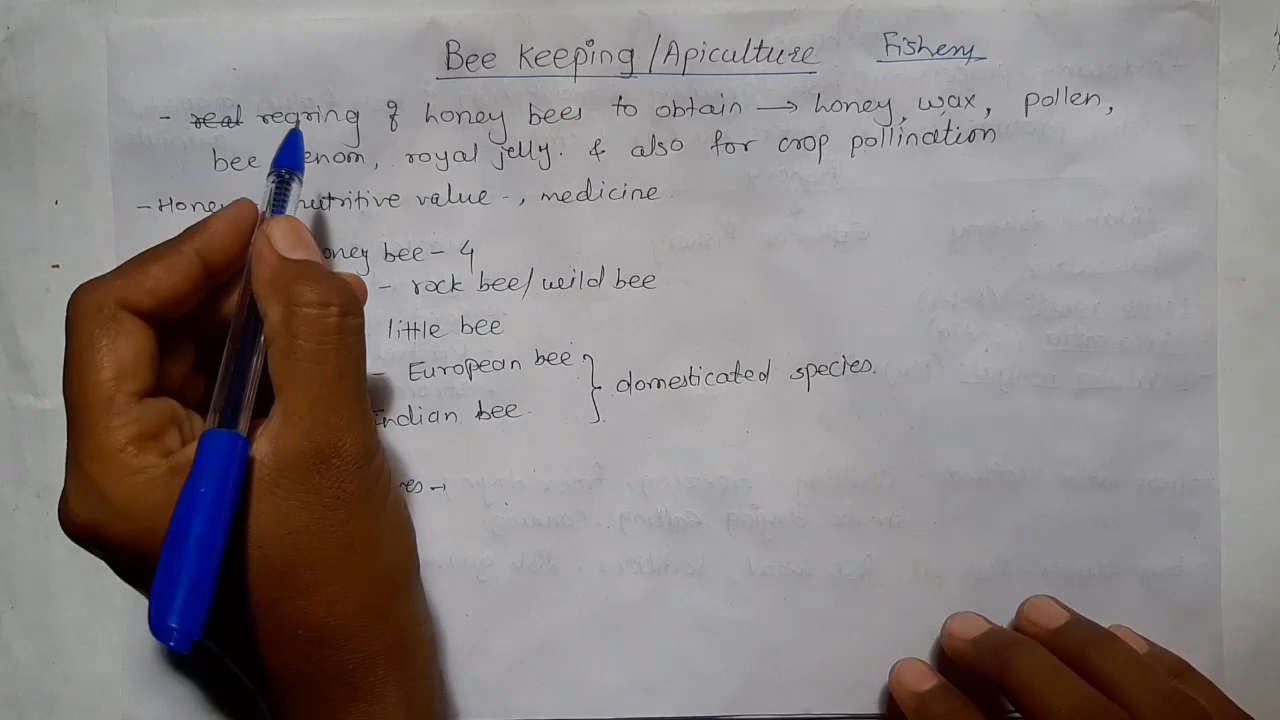 Bee Keeping/Apiculture Fishery
- real rearing of honey bees to obtain → honey, wax, pollen,
bee venom, royal jelly. & also for crop pollination
- Honey nutritive value -, medicine.
honey bee - 4
- rock bee/wild bee
little bee
- European bee
domesticated species.
Indian bee.